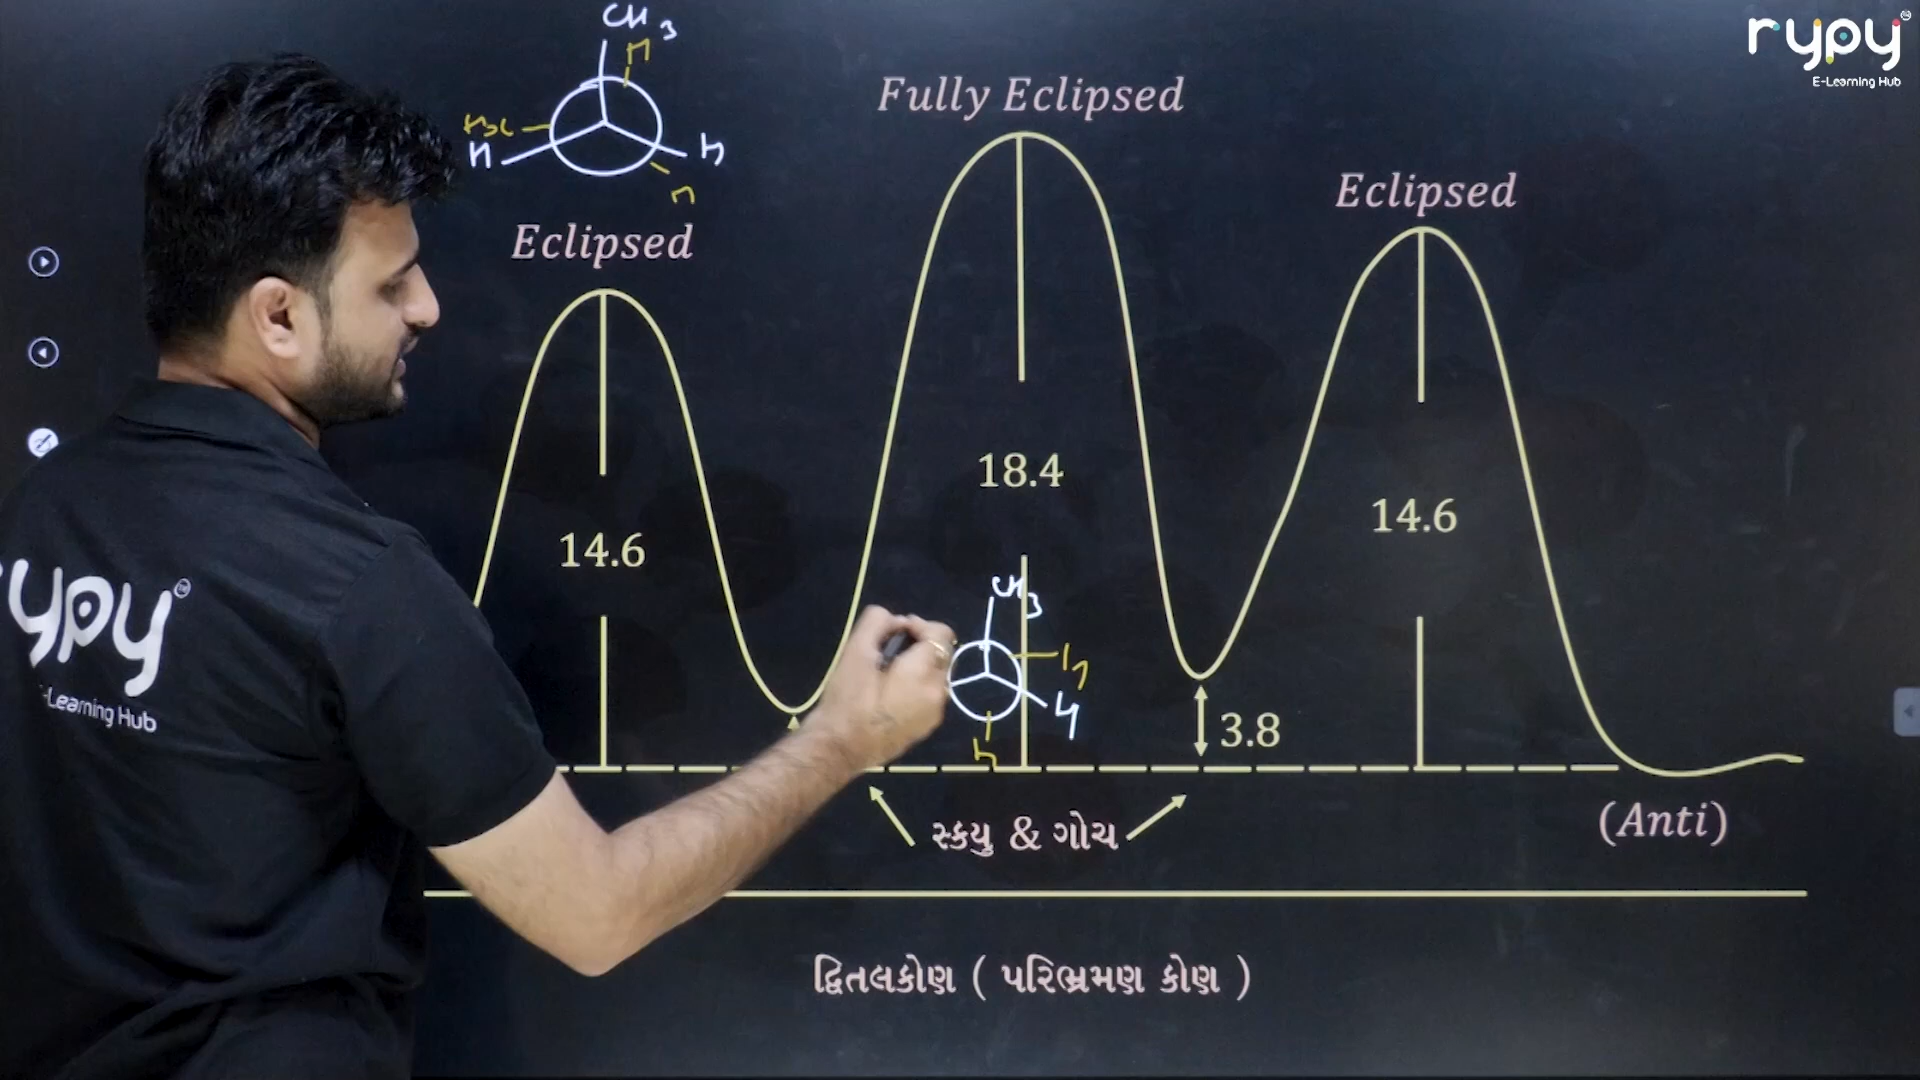 rypy
E-Learning Hub
CH3
H
H3C
H
h
H
Fully Eclipsed
Eclipsed
Eclipsed
18.4
14.6
14.6
CH3
H
H
h
3.8
ypy
-Learning Hub
સ્કયુ & ગોચ
(Anti)
દ્વિતલકોણ ( પરિભ્રમણ કોણ )